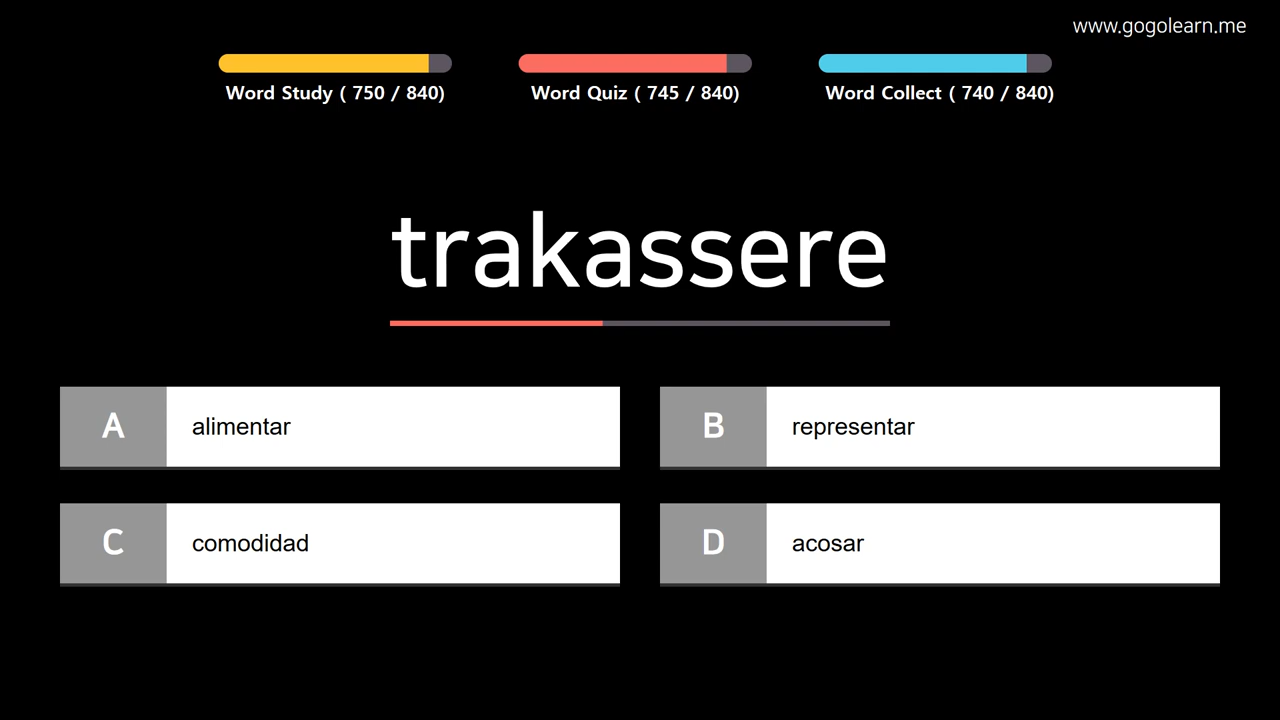 www.gogolearn.me
Word Study ( 750 / 840)
Word Quiz ( 745 / 840)
Word Collect ( 740 / 840)
trakassere
A alimentar
B representar
C comodidad
D acosar